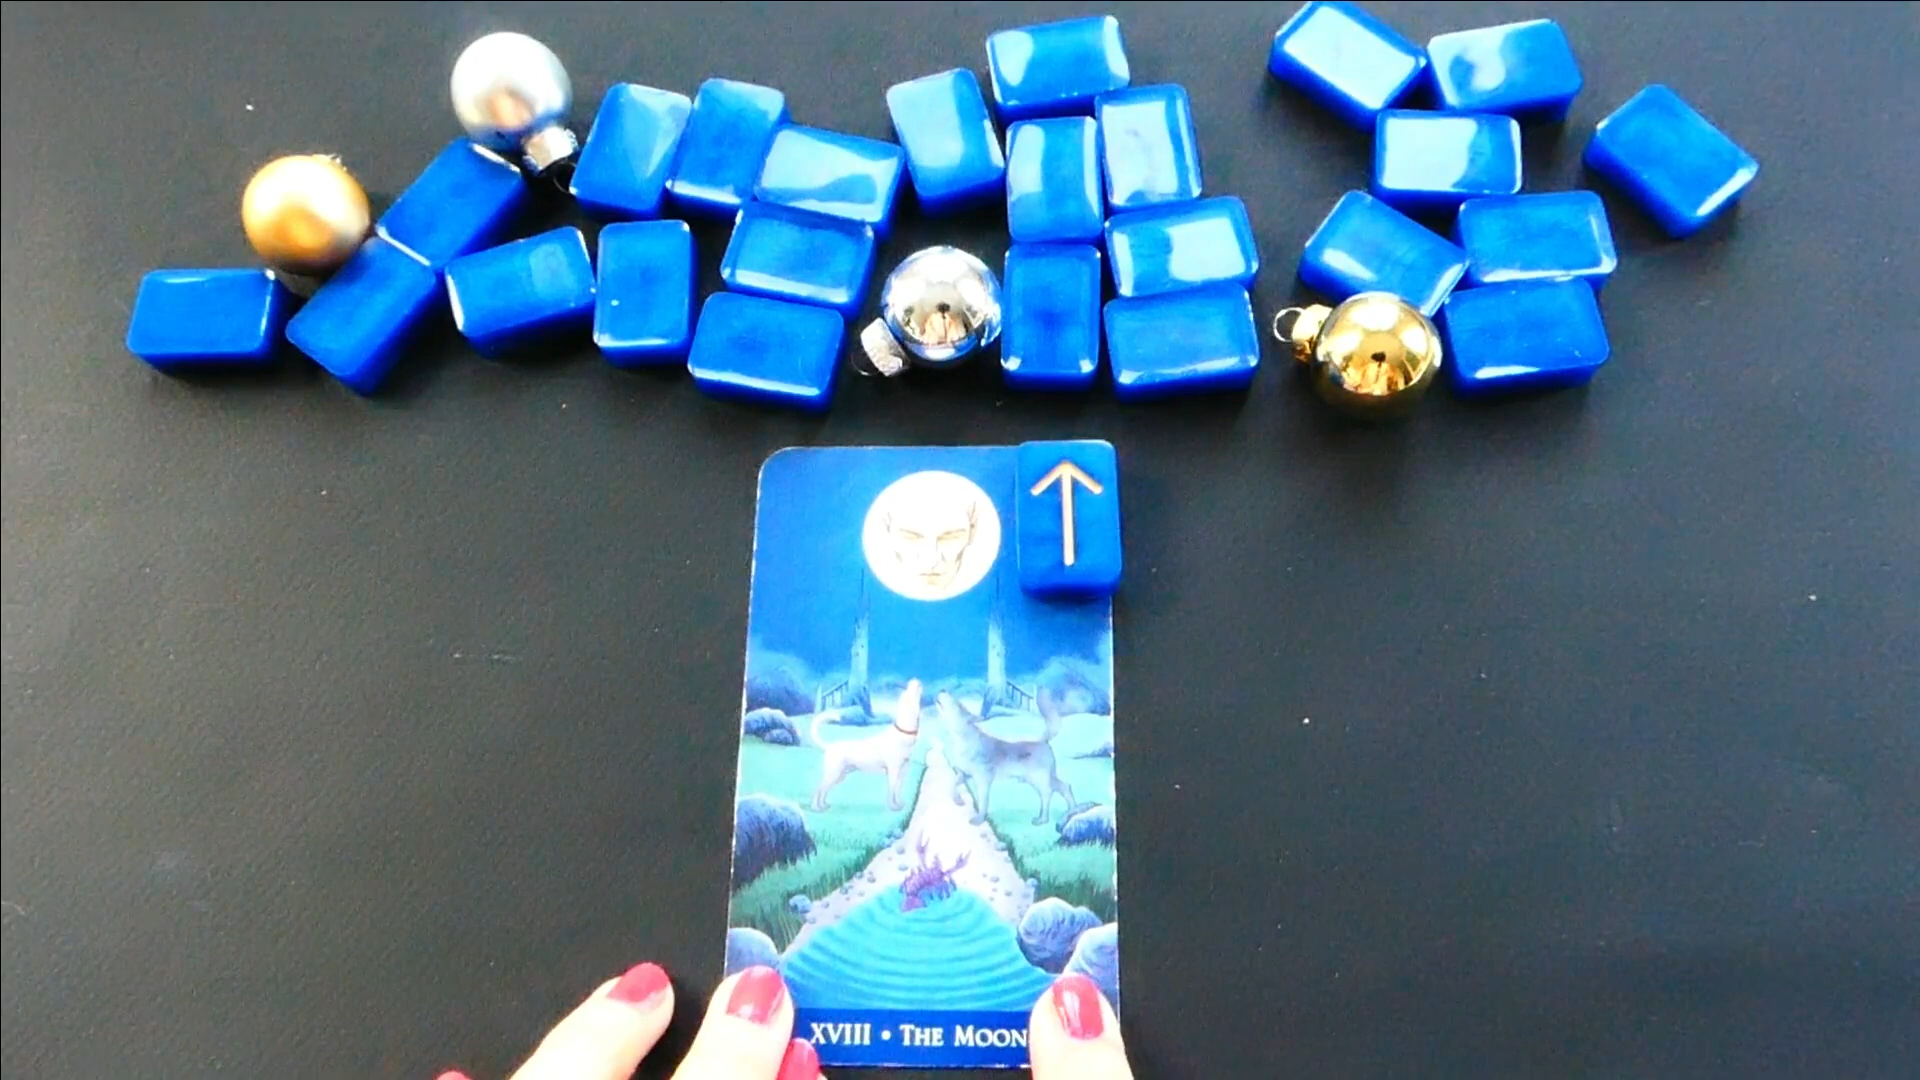 ↑
XVIII • THE MOON